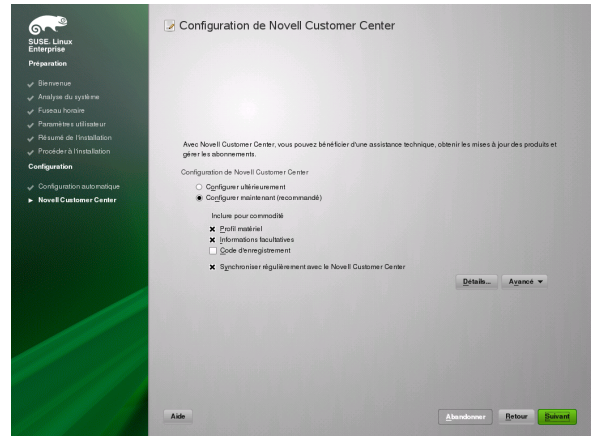 SUSE. Linux
Enterprise
Préparation
Bienvenue
Analyse du système
Fuseau horaire
Paramètres utilisateur
Résumé de l'installation
Procéder à l'installation
Configuration
Configuration automatique
Novell Customer Center
Configuration de Novell Customer Center
Avec Novell Customer Center, vous pouvez bénéficier d'une assistance technique, obtenir les mises à jour des produits et
gérer les abonnements.
Configuration de Novell Customer Center
Configurer ultérieurement
Configurer maintenant (recommandé)
Inclure pour commodité
Profil matériel
Informations facultatives
Code d'enregistrement
Synchroniser régulièrement avec le Novell Customer Center
Détails... Avancé
Aide Abandonner Retour Suivant